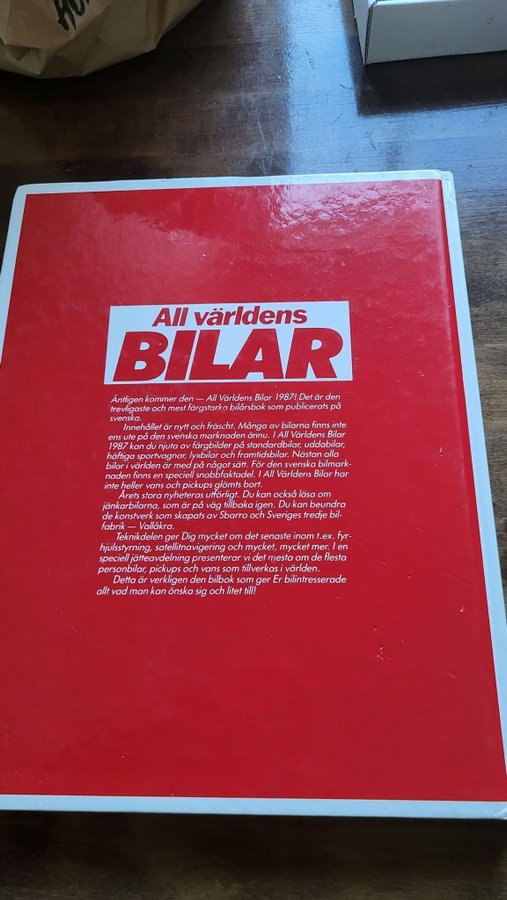 All världens
BILAR
Äntligen kommer den — All Världens Bilar 1987! Det är den
trevligaste och mest färgstarka bilårsbok som publicerats på
svenska.
Innehållet är nytt och fräscht. Många av bilarna finns inte
ens ute på den svenska marknaden ännu. I All Världens Bilar
1987 kan du njuta av färgbilder på standardbilar, uddabilar,
häftiga sportvagnar, lyxbilar och framtidsbilar. Nästan alla
bilar i världen är med på något sätt. För den svenska bilmark-
naden finns en speciell snabbfaktadel. I All Världens Bilar har
inte heller vans och pickups glömts bort.
Årets stora nyheter as utförligt. Du kan också läsa om
jänkarbilarna, som är på väg tillbaka igen. Du kan beundra
de konstverk som skapats av Sbarro och Sveriges tredje bil-
fabrik — Vallåkra.
Teknikdelen ger Dig mycket om det senaste inom t.ex. fyr-
hjulsstyrning, satellitnavigering och mycket, mycket mer. I en
speciell jätteavdelning presenterar vi det mesta om de flesta
personbilar, pickups och vans som tillverkas i världen.
Detta är verkligen den bilbok som ger Er bilintresserade
allt vad man kan önska sig och litet till!